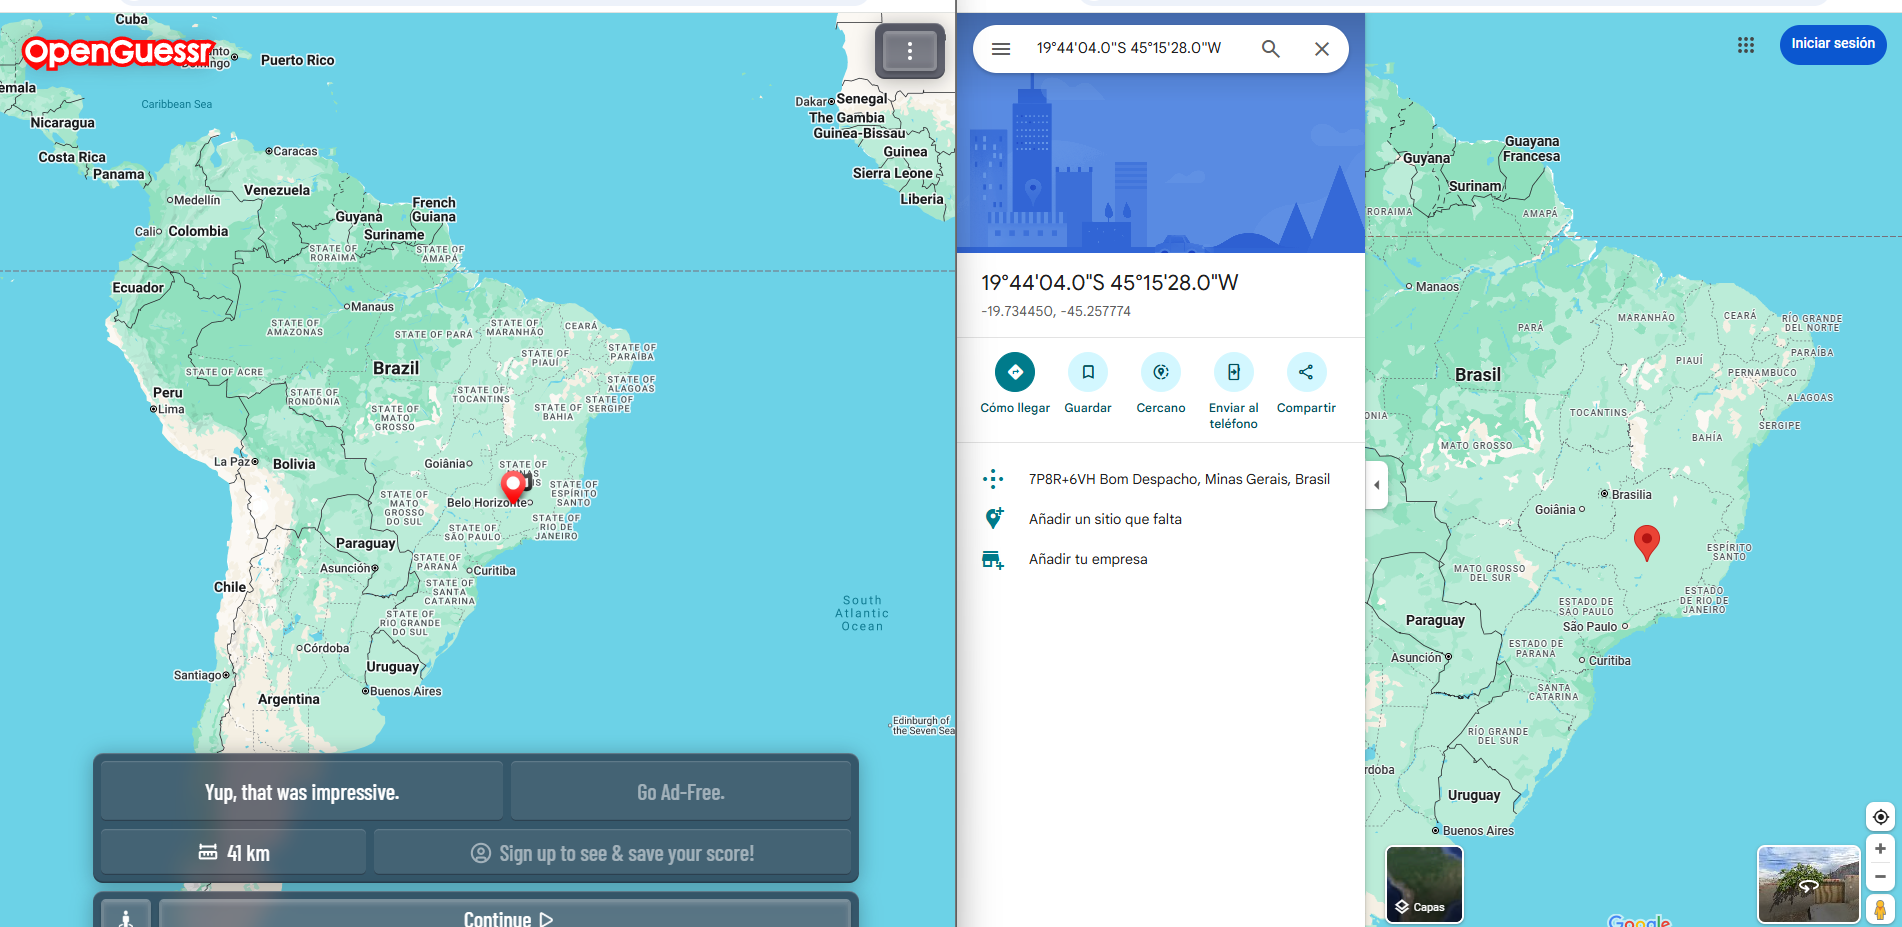 OpenGuessr
Cuba
Domingo
Puerto Rico
Caribbean Sea
Nicaragua
Costa Rica
Panama
Caracas
Venezuela
Medellín
Cali
Colombia
Guyana
French
Guiana
Suriname
STATE OF
RORAIMA
STATE OF
AMAPÁ
Dakar
Senegal
The Gambia
Guinea-Bissau
Guinea
Sierra Leone
Liberia
Ecuador
Manaus
STATE OF
AMAZONAS
STATE OF PARÁ
STATE OF
MARANHÃO
CEARÁ
STATE OF
PIAUÍ
STATE OF
PARAÍBA
STATE OF
ALAGOAS
STATE OF
SERGIPE
STATE OF ACRE
Brazil
STATE OF
RONDÔNIA
STATE OF
TOCANTINS
STATE OF
MATO
GROSSO
STATE OF
BAHIA
Peru
Lima
La Paz
Bolivia
Goiânia
STATE OF
Belo Horizonte
STATE OF
ESPÍRITO
SANTO
STATE OF
MATO
GROSSO
DO SUL
STATE OF
SÃO PAULO
STATE OF
RIO DE
JANEIRO
Paraguay
Asunción
STATE OF
PARANÁ
Curitiba
STATE OF
SANTA
CATARINA
STATE OF
RIO GRANDE
DO SUL
Chile
Córdoba
Santiago
Uruguay
Buenos Aires
Argentina
South
Atlantic
Ocean
Edinburgh of
the Seven Sea
Yup, that was impressive.
Go Ad-Free.
41 km
Sign up to see & save your score!
Continue
19°44'04.0"S 45°15'28.0"W
19°44'04.0"S 45°15'28.0"W
-19.734450, -45.257774
Cómo llegar
Guardar
Cercano
Enviar al
teléfono
Compartir
7P8R+6VH Bom Despacho, Minas Gerais, Brasil
Añadir un sitio que falta
Añadir tu empresa
Iniciar sesión
Guyana
Guayana
Francesa
Surinam
RORAIMA
AMAPÁ
Manaos
PARÁ
MARANHÃO
CEARÁ
RÍO GRANDE
DEL NORTE
PARAÍBA
PIAUÍ
PERNAMBUCO
ALAGOAS
SERGIPE
Brasil
TOCANTINS
BAHÍA
MATO GROSSO
Brasilia
Goiânia
ESPÍRITO
SANTO
MATO GROSSO
DEL SUR
ESTADO DE
SÃO PAULO
ESTADO
DE RIO DE
JANEIRO
São Paulo
Paraguay
Asunción
ESTADO DE
PARANÁ
Curitiba
SANTA
CATARINA
RÍO GRANDE
DEL SUR
rdoba
Uruguay
Buenos Aires
Capas
Google